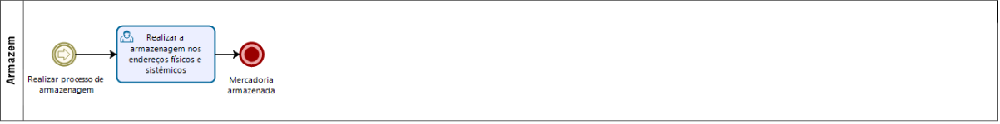 Armazem
Realizar processo de
armazenagem
Realizar a
armazenagem nos
endereços físicos e
sistêmicos
Mercadoria
armazenada